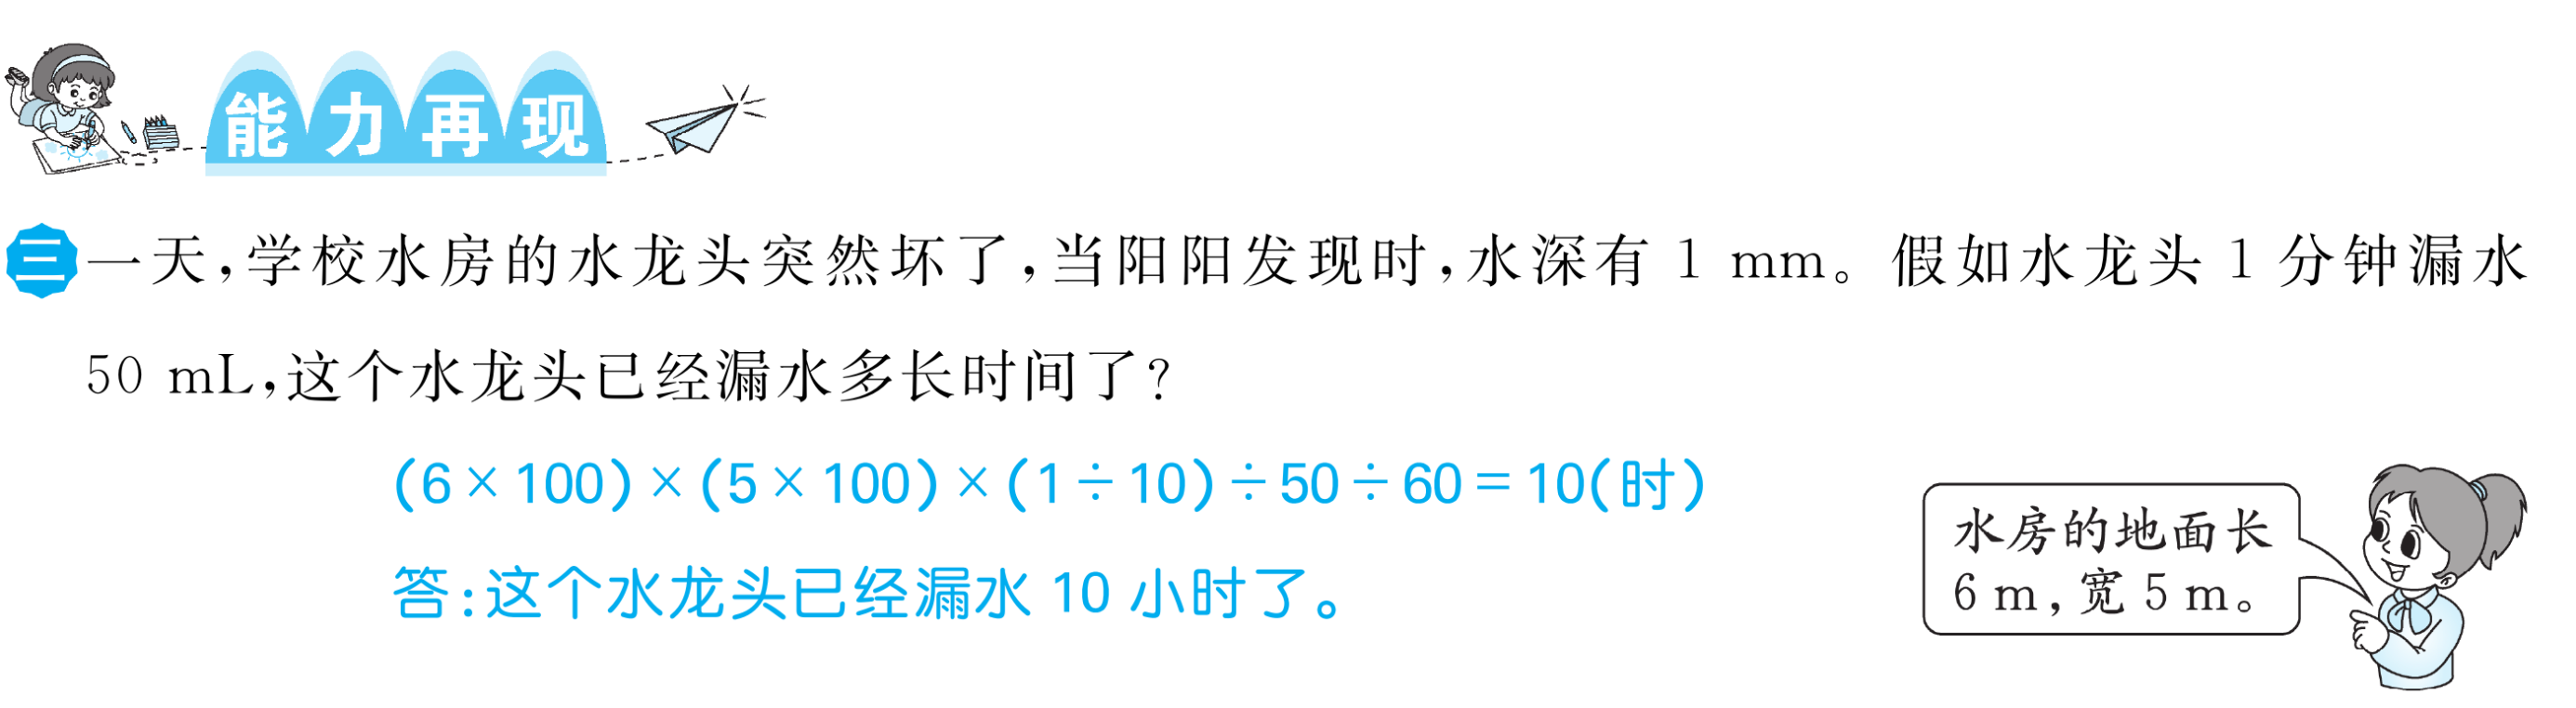 能力再现
三 一天，学校水房的水龙头突然坏了，当阳阳发现时，水深有 1 mm。假如水龙头 1 分钟漏水
50 mL，这个水龙头已经漏水多长时间了？
(6×100)×(5×100)×(1÷10)÷50÷60=10(时)
答：这个水龙头已经漏水 10 小时了。
水房的地面长
6 m，宽 5 m。